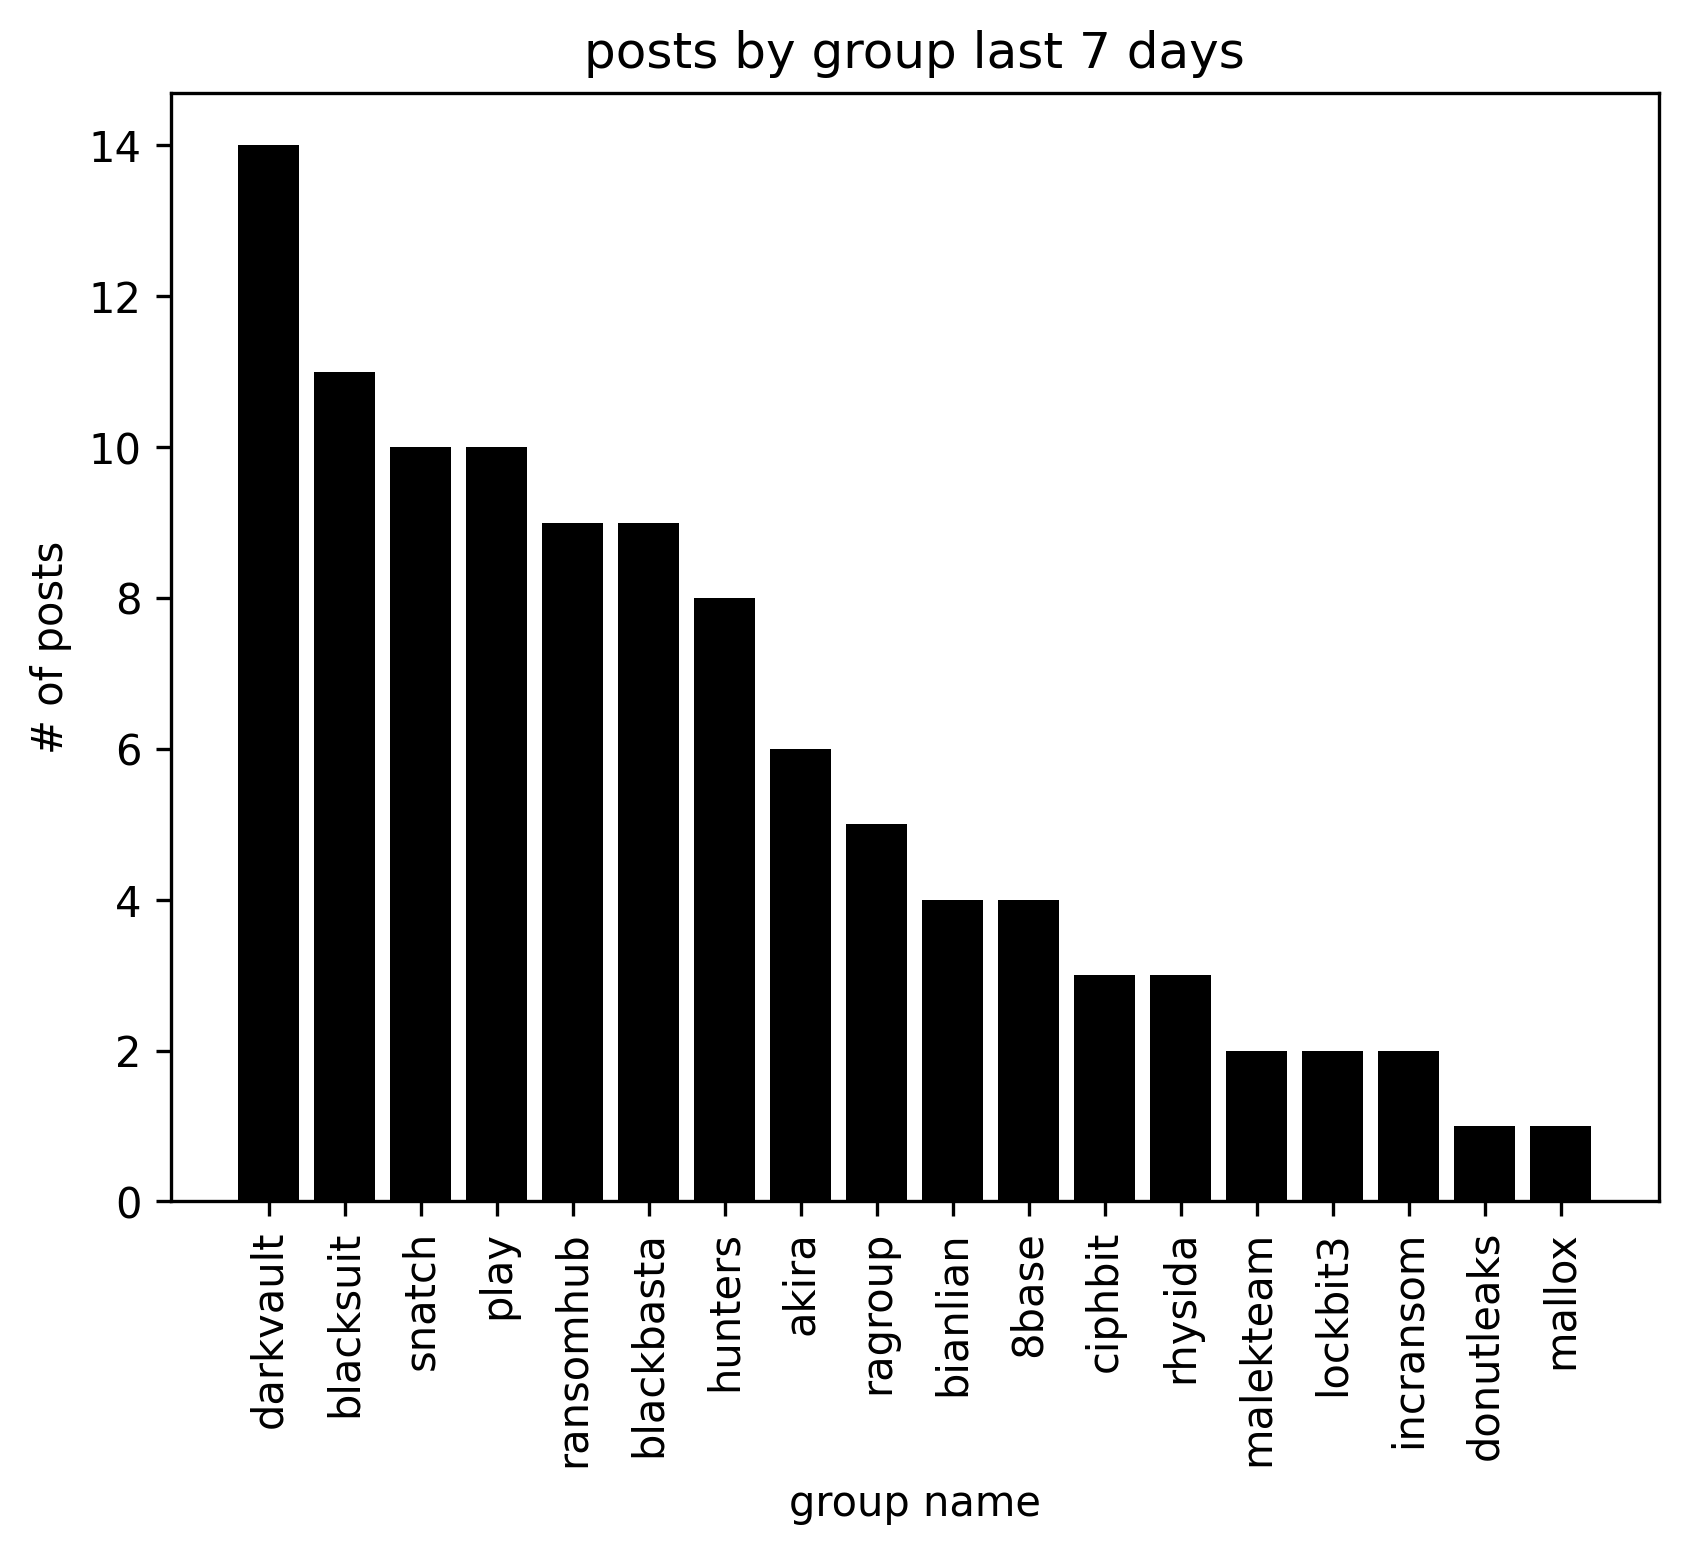 posts by group last 7 days
14
12
10
8
6
4
2
0
# of posts
darkvault
blacksuit
snatch
play
ransomhub
blackbasta
hunters
akira
ragroup
bianlian
8base
ciphbit
rhysida
malekteam
lockbit3
incransom
donutleaks
mallox
group name